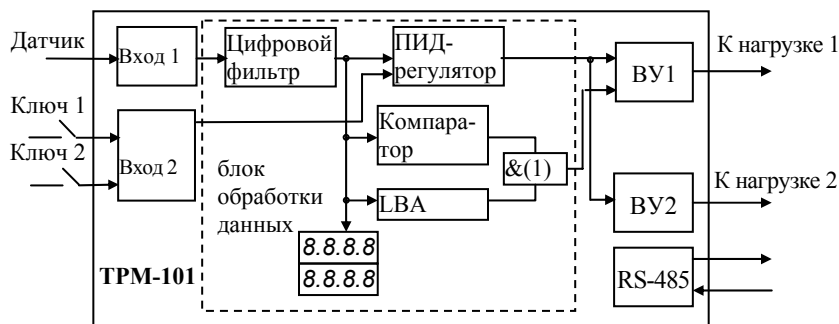 Датчик
Вход 1
Цифровой
фильтр
ПИД-
регулятор
ВУ1
К нагрузке 1
Ключ 1
Ключ 2
Вход 2
Компара-
тор
&(1)
LBA
блок
обработки
данных
8.8.8.8
8.8.8.8
ВУ2
К нагрузке 2
RS-485
ТРМ-101